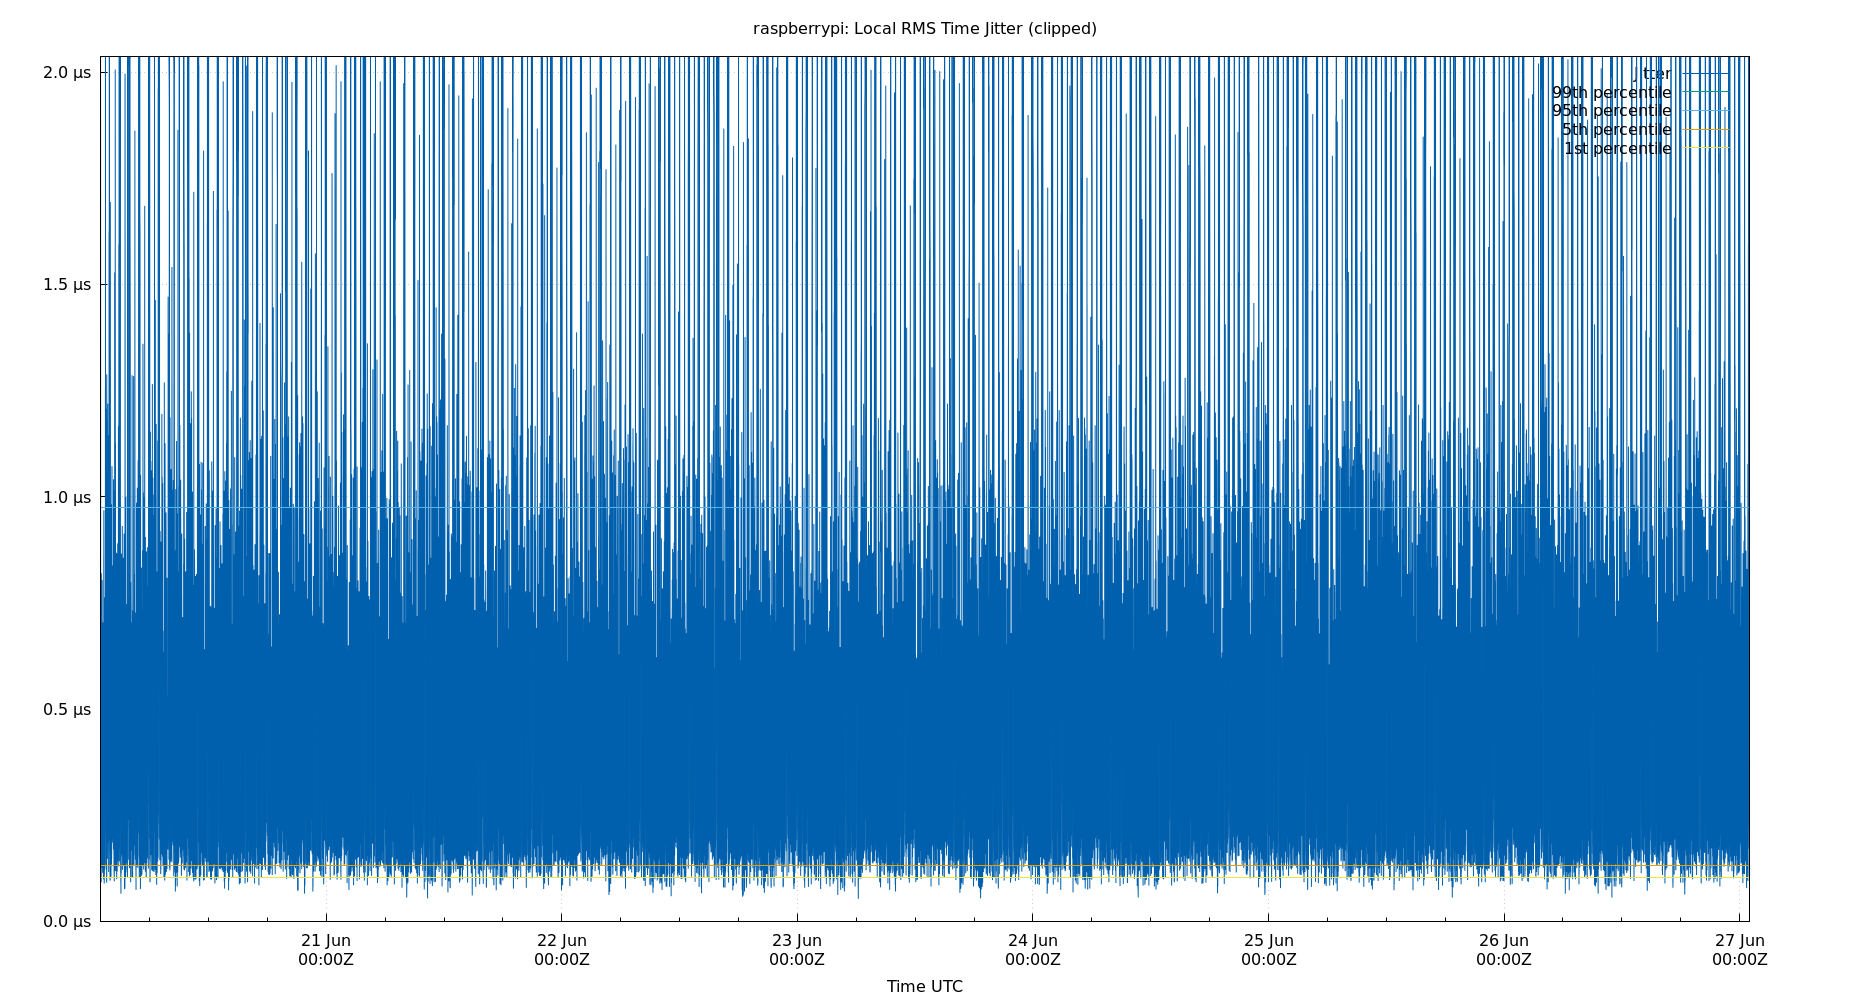 raspberrypi: Local RMS Time Jitter (clipped)
2.0 µs
1.5 µs
1.0 µs
0.5 µs
0.0 µs
Jitter
99th percentile
95th percentile
5th percentile
1st percentile
21 Jun
00:00Z
22 Jun
00:00Z
23 Jun
00:00Z
24 Jun
00:00Z
25 Jun
00:00Z
26 Jun
00:00Z
27 Jun
00:00Z
Time UTC